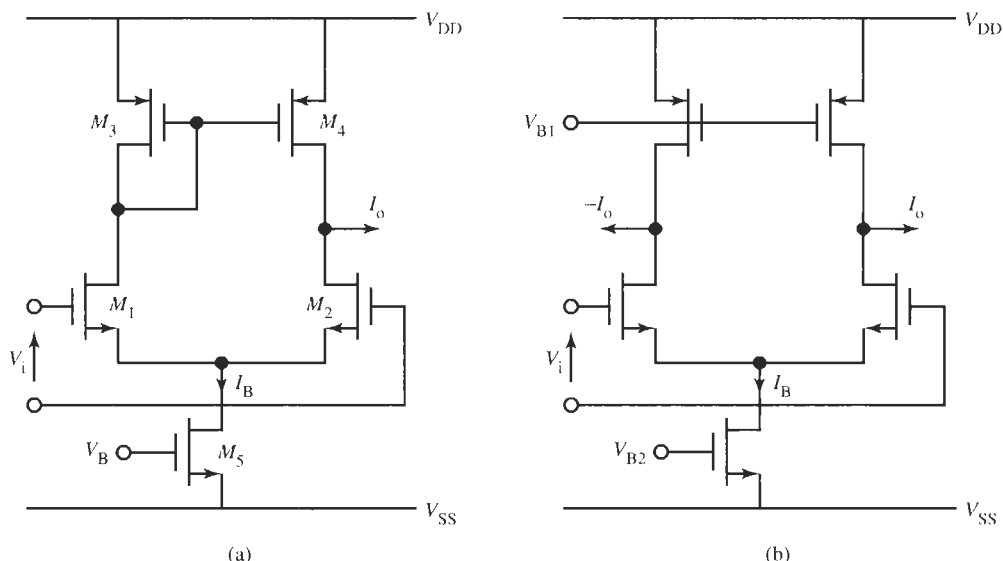 V_DD
M_3
M_4
I_o
M_1
M_2
V_i
I_B
V_B
M_5
V_SS
(a)
V_DD
V_B1
−I_o
I_o
V_i
I_B
V_B2
V_SS
(b)